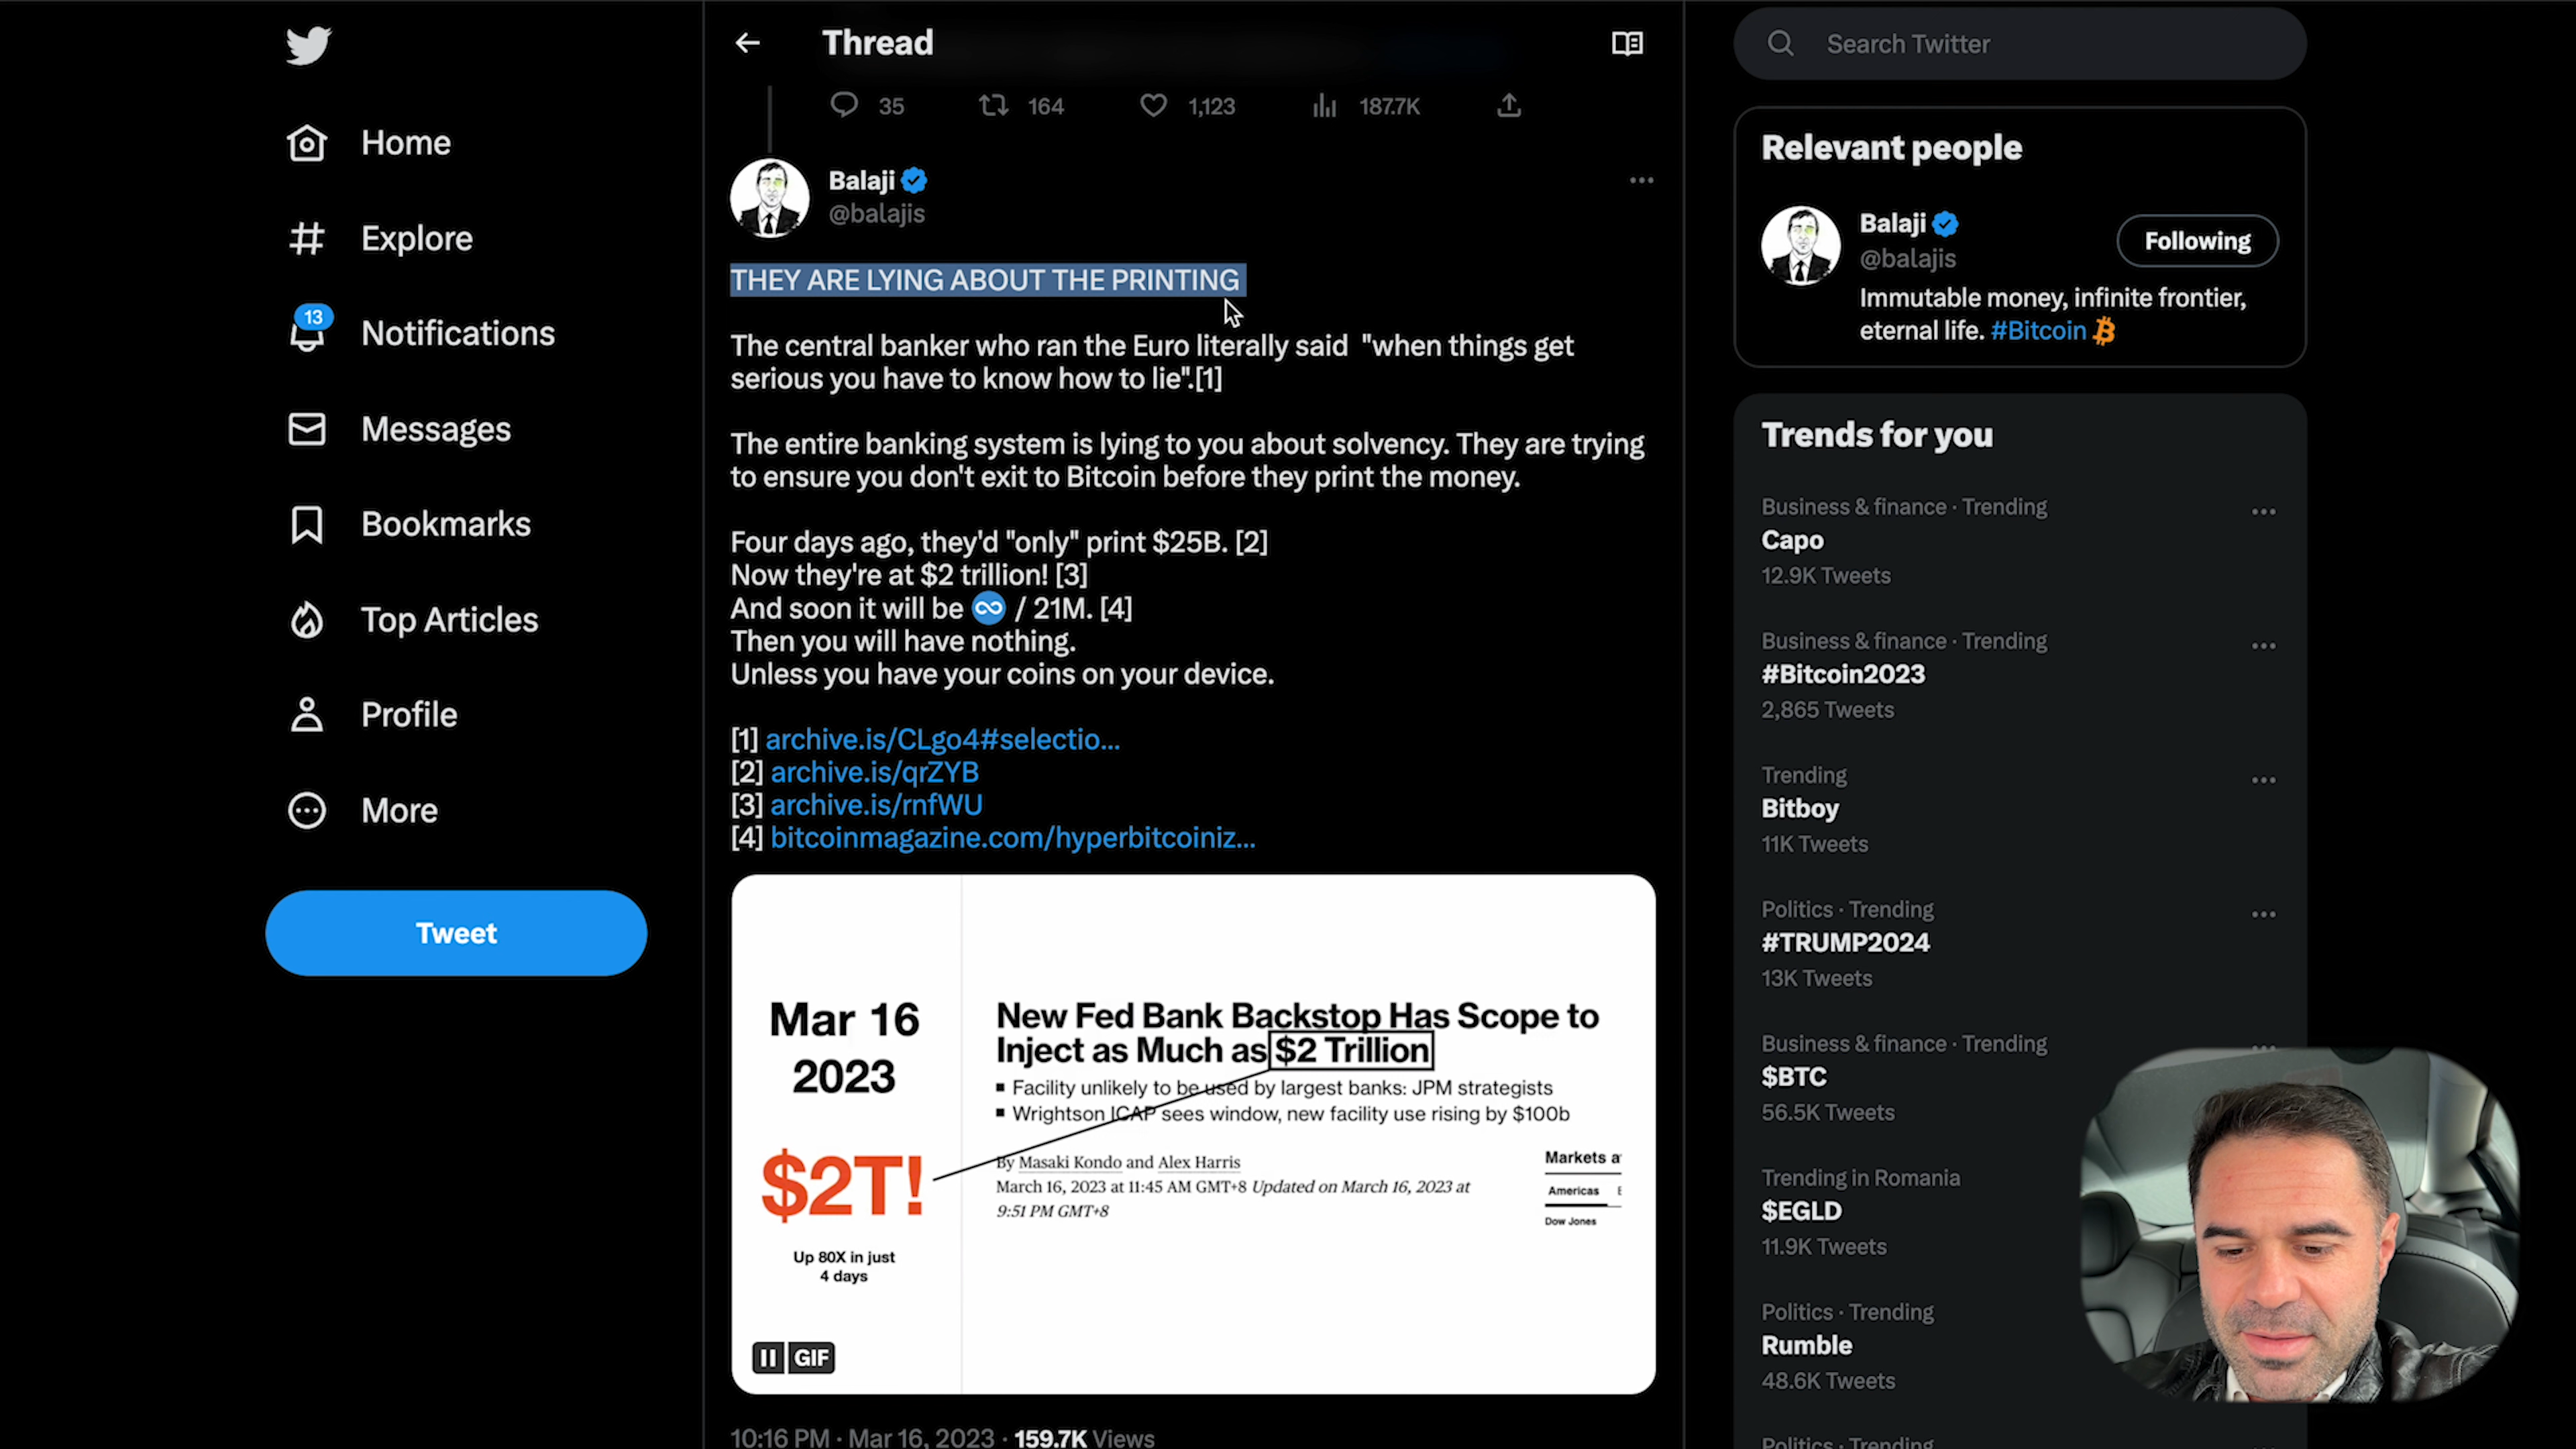 Thread
Search Twitter
35 164 1,123 187.7K
Home
Explore
13
Notifications
Messages
Bookmarks
Top Articles
Profile
More
Tweet
Balaji
@balajis
THEY ARE LYING ABOUT THE PRINTING
The central banker who ran the Euro literally said "when things get
serious you have to know how to lie".[1]
The entire banking system is lying to you about solvency. They are trying
to ensure you don't exit to Bitcoin before they print the money.
Four days ago, they'd "only" print $25B. [2]
Now they're at $2 trillion! [3]
And soon it will be ♾️ / 21M. [4]
Then you will have nothing.
Unless you have your coins on your device.
[1] archive.is/CLgo4#selectio...
[2] archive.is/qrZYB
[3] archive.is/rnfWU
[4] bitcoinmagazine.com/hyperbitcoiniz...
Mar 16
2023
$2T!
Up 80X in just
4 days
New Fed Bank Backstop Has Scope to
Inject as Much as $2 Trillion
▪ Facility unlikely to be used by largest banks: JPM strategists
▪ Wrightson ICAP sees window, new facility use rising by $100b
By Masaki Kondo and Alex Harris
March 16, 2023 at 11:45 AM GMT+8 Updated on March 16, 2023 at
9:51 PM GMT+8
Markets a
Americas
Dow Jones
GIF
10:16 PM · Mar 16, 2023 · 159.7K Views
Relevant people
Balaji
@balajis
Following
Immutable money, infinite frontier,
eternal life. #Bitcoin
Trends for you
Business & finance · Trending
Capo
12.9K Tweets
Business & finance · Trending
#Bitcoin2023
2,865 Tweets
Trending
Bitboy
11K Tweets
Politics · Trending
#TRUMP2024
13K Tweets
Business & finance · Trending
$BTC
56.5K Tweets
Trending in Romania
$EGLD
11.9K Tweets
Politics · Trending
Rumble
48.6K Tweets
Politics · Trending